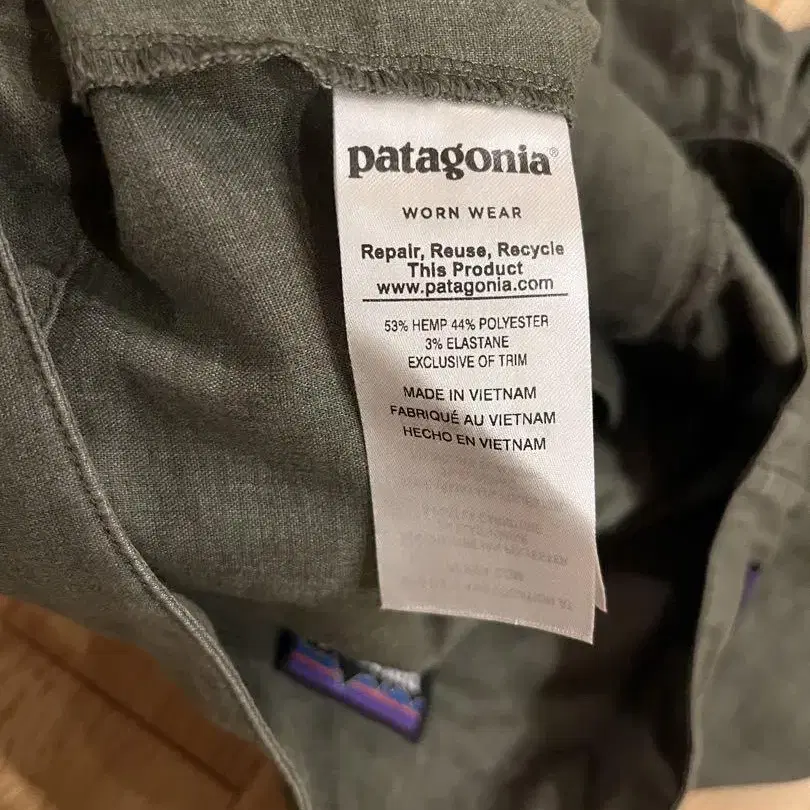 patagonia®
WORN WEAR
Repair, Reuse, Recycle
This Product
www.patagonia.com
53% HEMP 44% POLYESTER
3% ELASTANE
EXCLUSIVE OF TRIM
MADE IN VIETNAM
FABRIQUÉ AU VIETNAM
HECHO EN VIETNAM